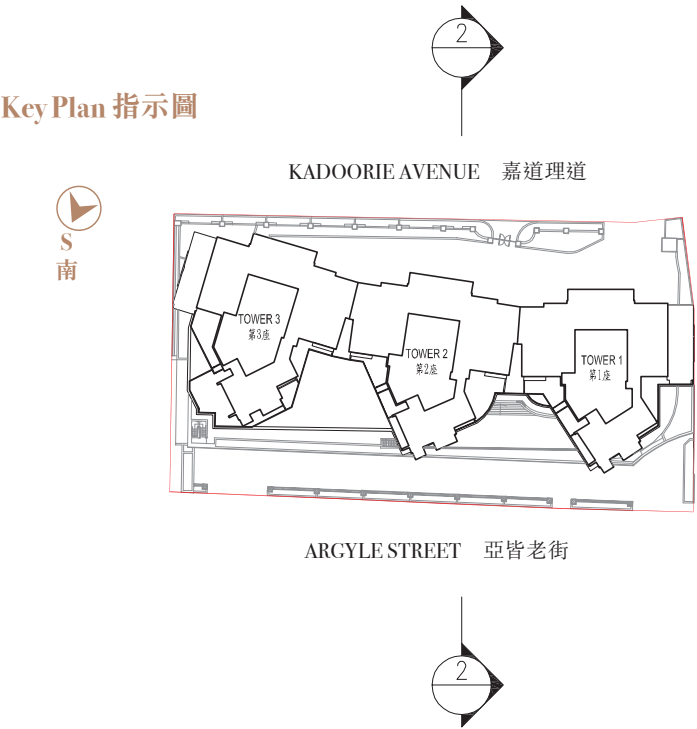 2
Key Plan 指示圖
KADOORIE AVENUE 嘉道理道
S
南
TOWER 3
第3座
TOWER 2
第2座
TOWER 1
第1座
ARGYLE STREET 亞皆老街
2